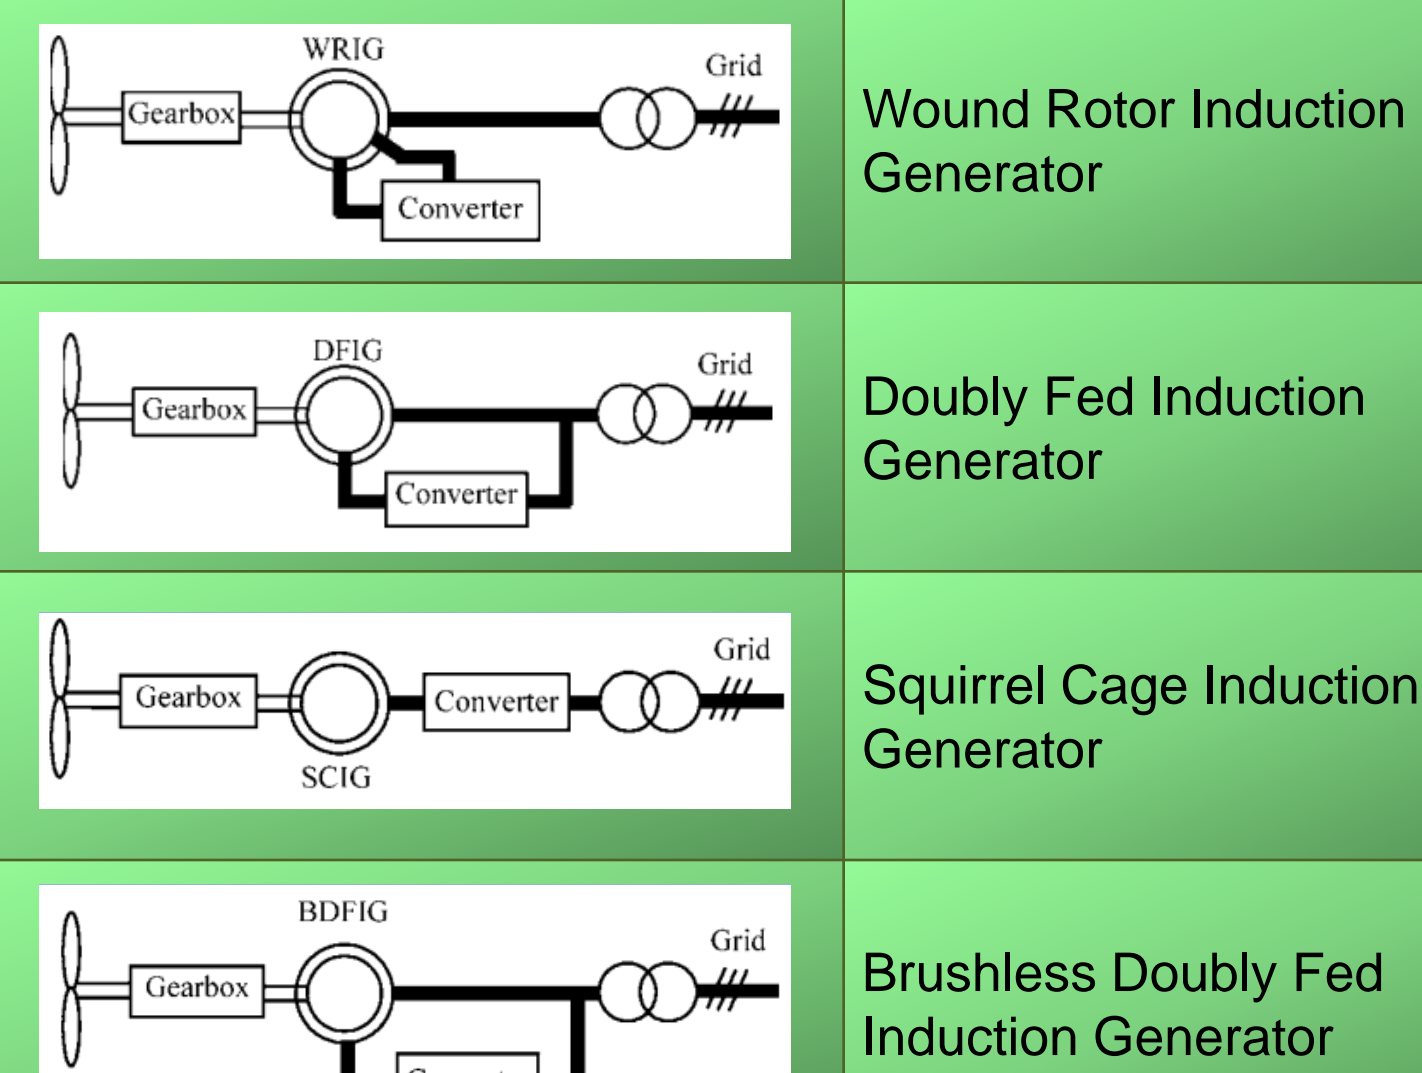 WRIG
Grid
Gearbox
Converter
Wound Rotor Induction
Generator
DFIG
Grid
Gearbox
Converter
Doubly Fed Induction
Generator
Grid
Gearbox
Converter
SCIG
Squirrel Cage Induction
Generator
BDFIG
Grid
Gearbox
Brushless Doubly Fed
Induction Generator